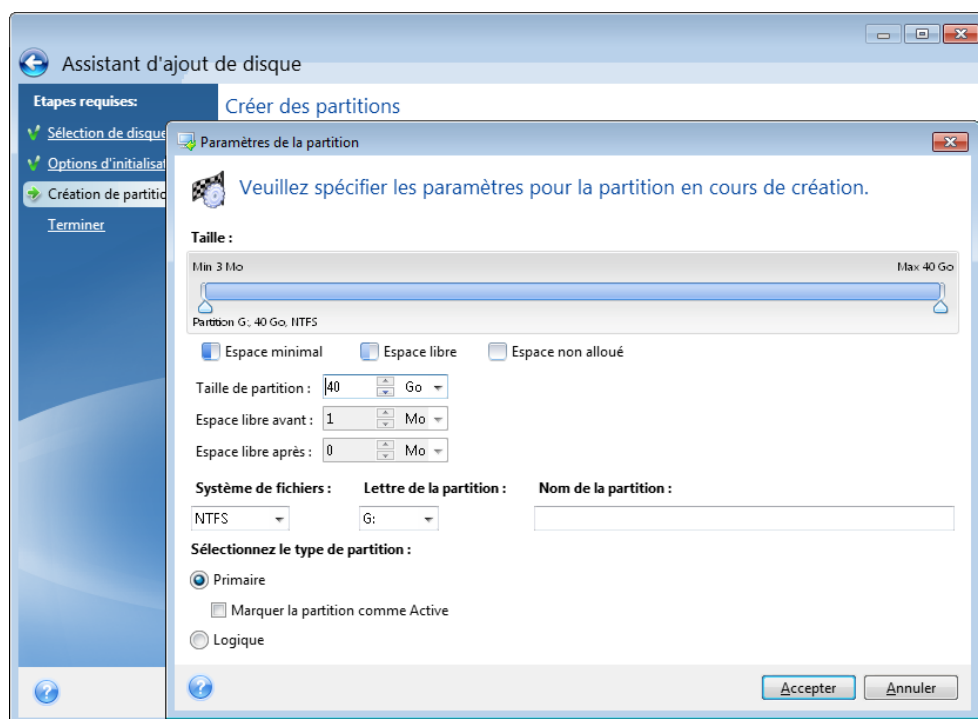 Assistant d'ajout de disque
Etapes requises:
Sélection de disque
Options d'initialisat
Création de partitio
Terminer
Créer des partitions
Paramètres de la partition
Veuillez spécifier les paramètres pour la partition en cours de création.
Taille :
Min 3 Mo Max 40 Go
Partition G:, 40 Go, NTFS
Espace minimal Espace libre Espace non alloué
Taille de partition : 40 Go
Espace libre avant : 1 Mo
Espace libre après : 0 Mo
Système de fichiers : Lettre de la partition : Nom de la partition :
NTFS G:
Sélectionnez le type de partition :
Primaire
Marquer la partition comme Active
Logique
Accepter Annuler